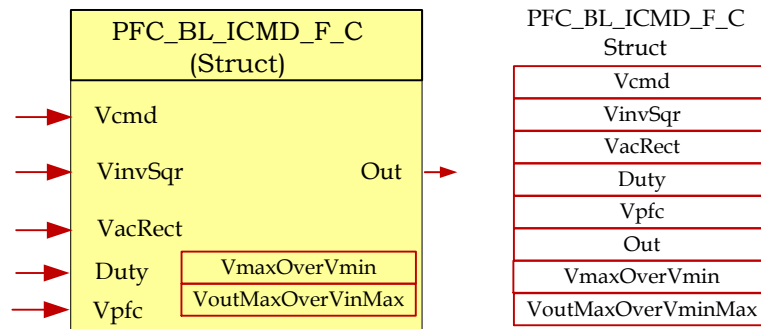 PFC_BL_ICMD_F_C
(Struct)
Vcmd
VinvSqr
Out
VacRect
Duty
VmaxOverVmin
Vpfc
VoutMaxOverVinMax
PFC_BL_ICMD_F_C
Struct
Vcmd
VinvSqr
VacRect
Duty
Vpfc
Out
VmaxOverVmin
VoutMaxOverVminMax